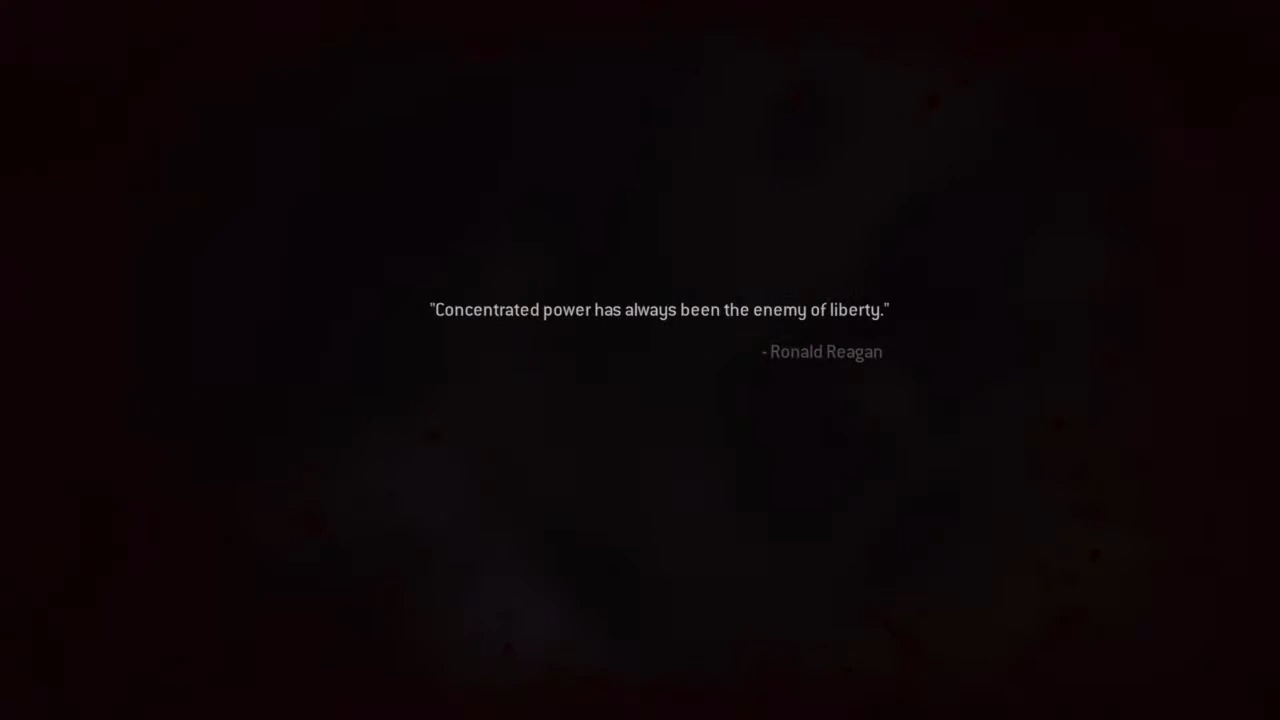 "Concentrated power has always been the enemy of liberty."
- Ronald Reagan